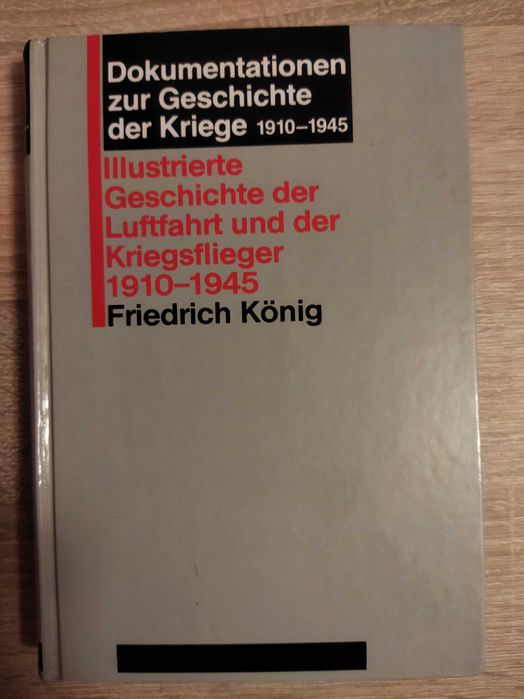 Dokumentationen
zur Geschichte
der Kriege 1910–1945
Illustrierte
Geschichte der
Luftfahrt und der
Kriegsflieger
1910–1945
Friedrich König